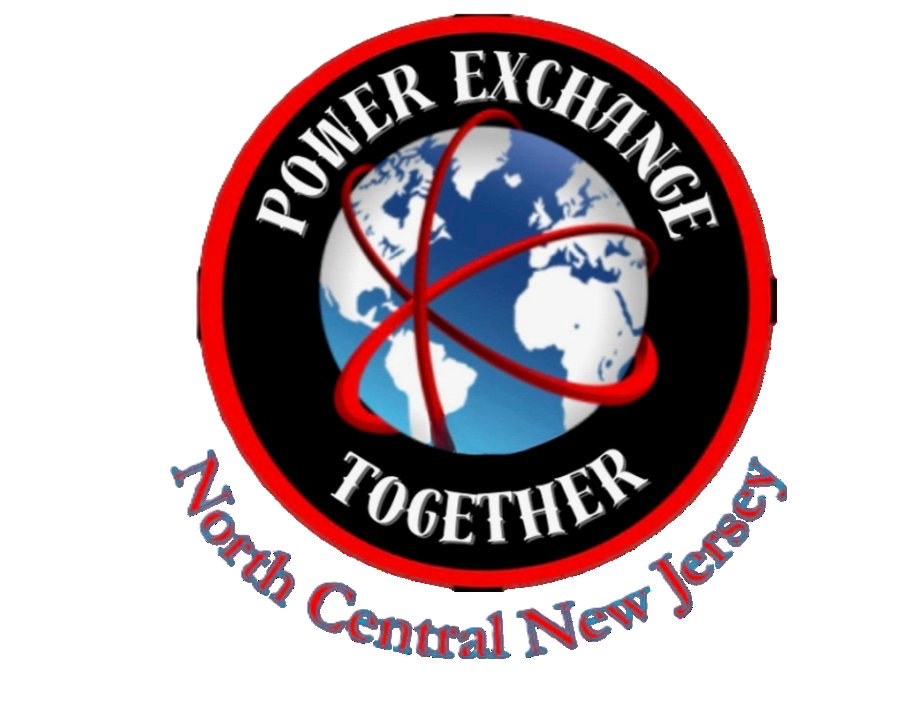 POWER EXCHANGE
TOGETHER
North Central New Jersey